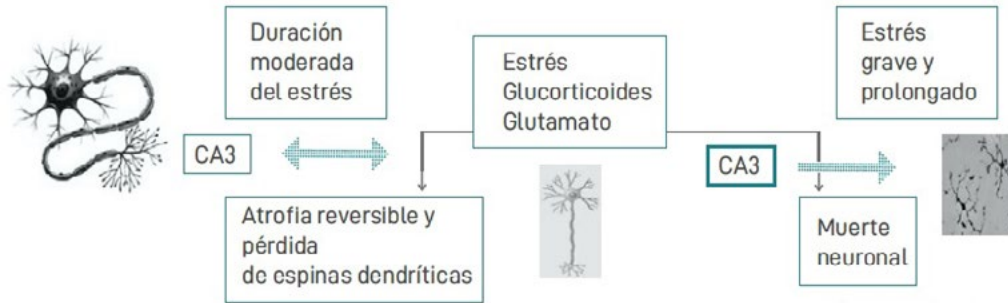 Duración
moderada
del estrés
CA3
Atrofia reversible y
pérdida
de espinas dendríticas
Estrés
Glucorticoides
Glutamato
CA3
Estrés
grave y
prolongado
Muerte
neuronal